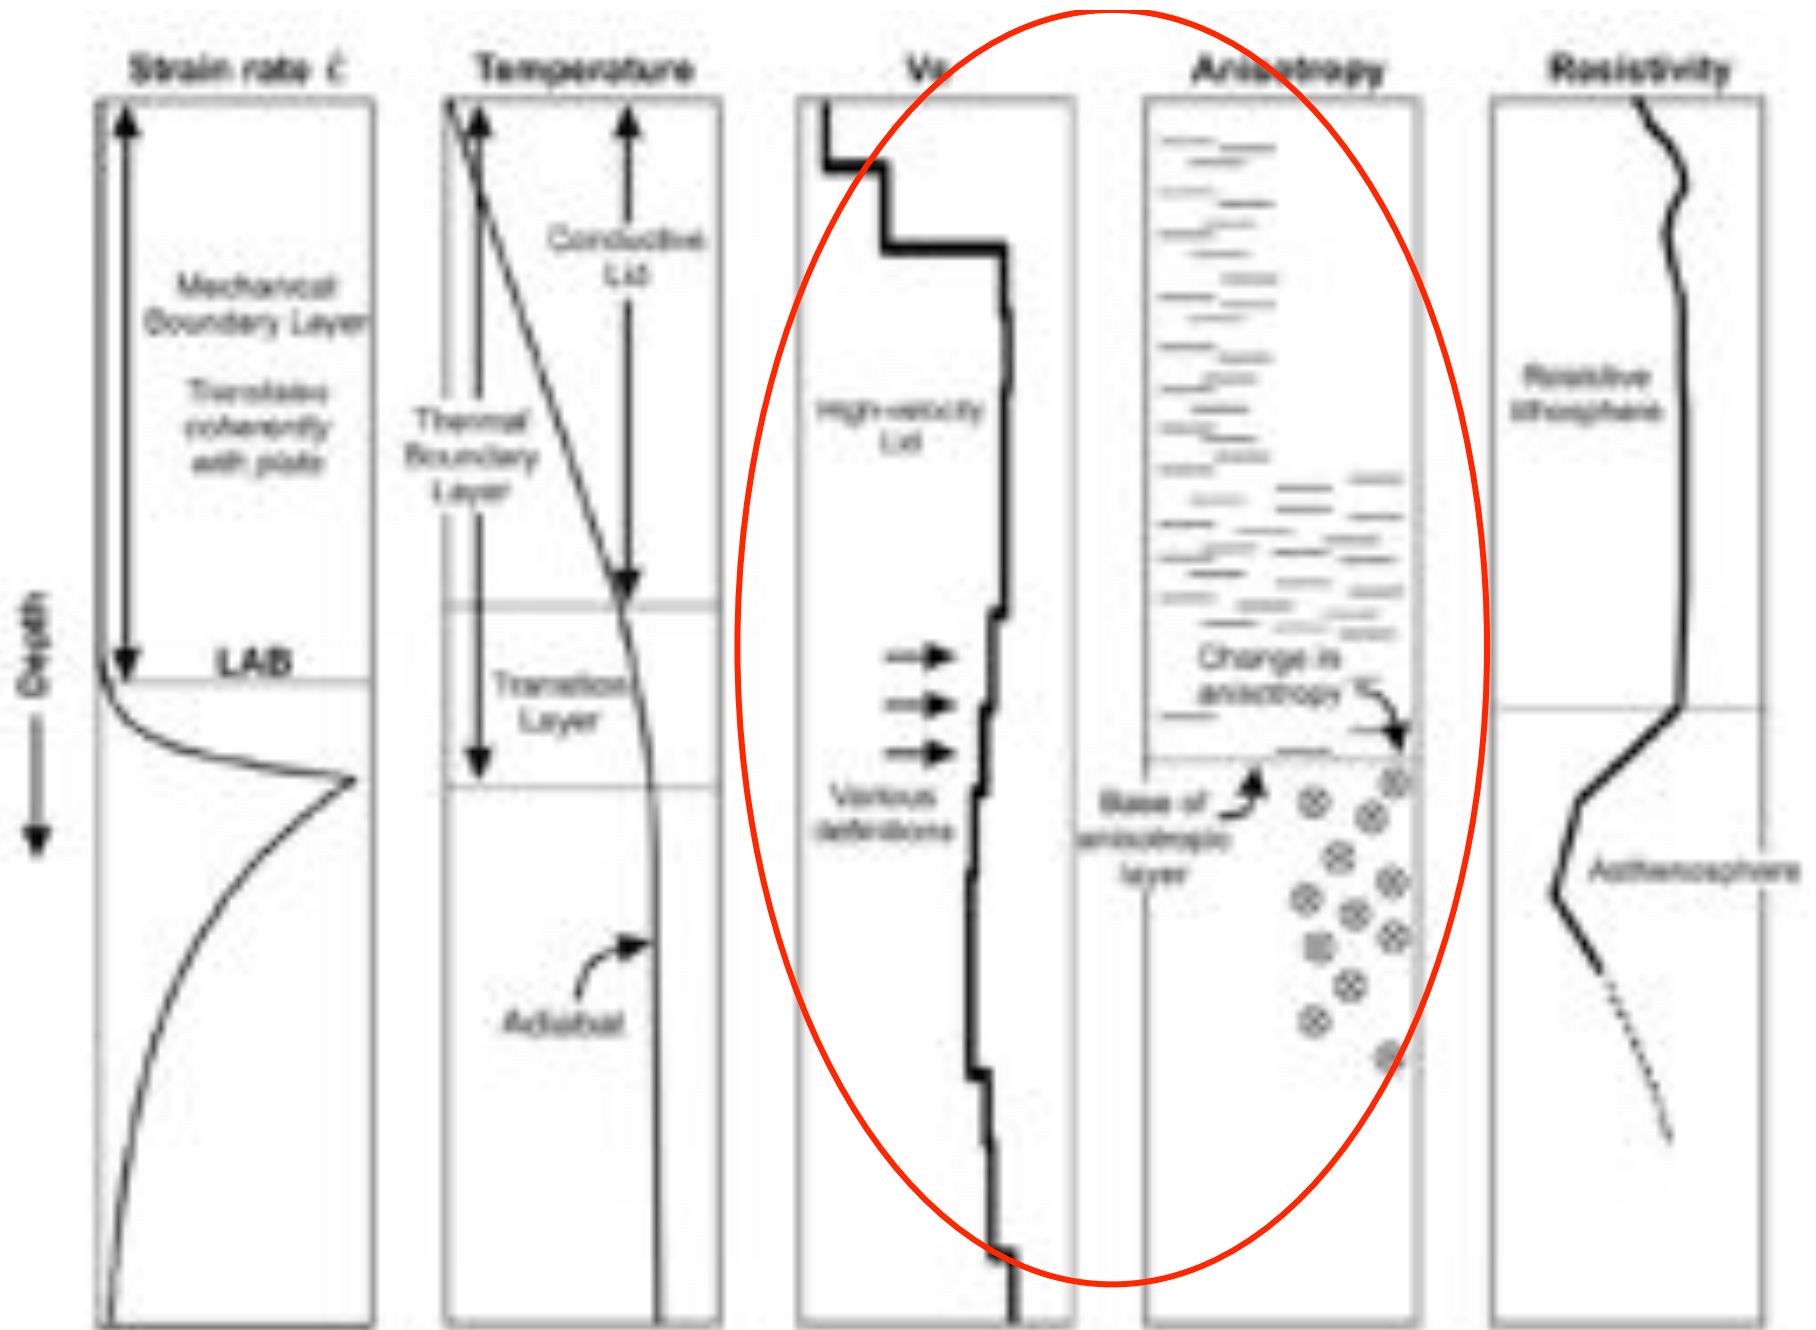 Strain rate ε̇
Temperature
Vs
Anisotropy
Resistivity
Depth
Mechanical
Boundary Layer
Translates
coherently
with plate
LAB
Conductive
Lid
Thermal
Boundary
Layer
Transition
Layer
Adiabat
High-velocity
Lid
Various
definitions
Change in
anisotropy
Base of
anisotropic
layer
Resistive
lithosphere
Asthenosphere